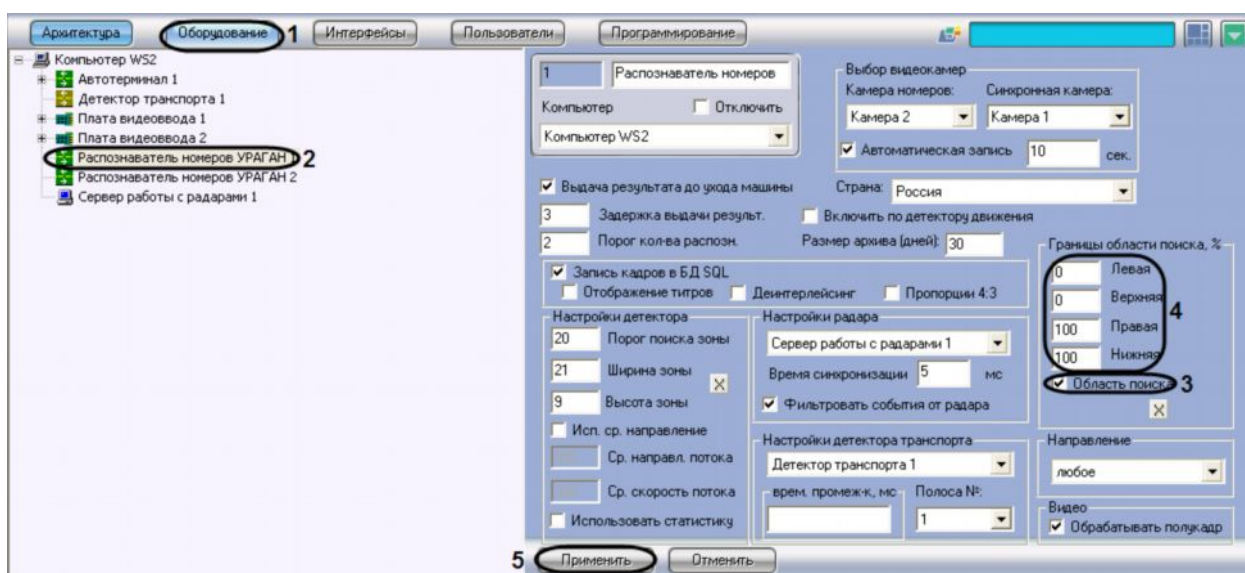 Архитектура Оборудование 1 Интерфейсы Пользователи Программирование
Компьютер WS2
Автотерминал 1
Детектор транспорта 1
Плата видеоввода 1
Плата видеоввода 2
Распознаватель номеров УРАГАН 2
Распознаватель номеров УРАГАН 2
Сервер работы с радарами 1
1 Распознаватель номеров
Компьютер Отключить
Компьютер WS2
Выбор видеокамер
Камера номеров: Синхронная камера:
Камера 2 Камера 1
Автоматическая запись 10 сек.
Выдача результата до ухода машины
Страна: Россия
3 Задержка выдачи результ.
Включить по детектору движения
2 Порог кол-ва распозн.
Размер архива (дней): 30
Запись кадров в БД SQL
Отображение титров Деинтерлейсинг Пропорции 4:3
Настройки детектора
20 Порог поиска зоны
21 Ширина зоны
X
9 Высота зоны
Исп. ср. направление
Ср. направл. потока
Ср. скорость потока
Использовать статистику
Настройки радара
Сервер работы с радарами 1
Время синхронизации 5 мс
Фильтровать события от радара
Настройки детектора транспорта
Детектор транспорта 1
врем. промеж-к, мс Полоса №:
1
Границы области поиска, %
0 Левая
0 Верхняя
4
100 Правая
100 Нижняя
Область поиска 3
X
Направление
любое
Видео
Обрабатывать полукадр
5 Применить Отменить